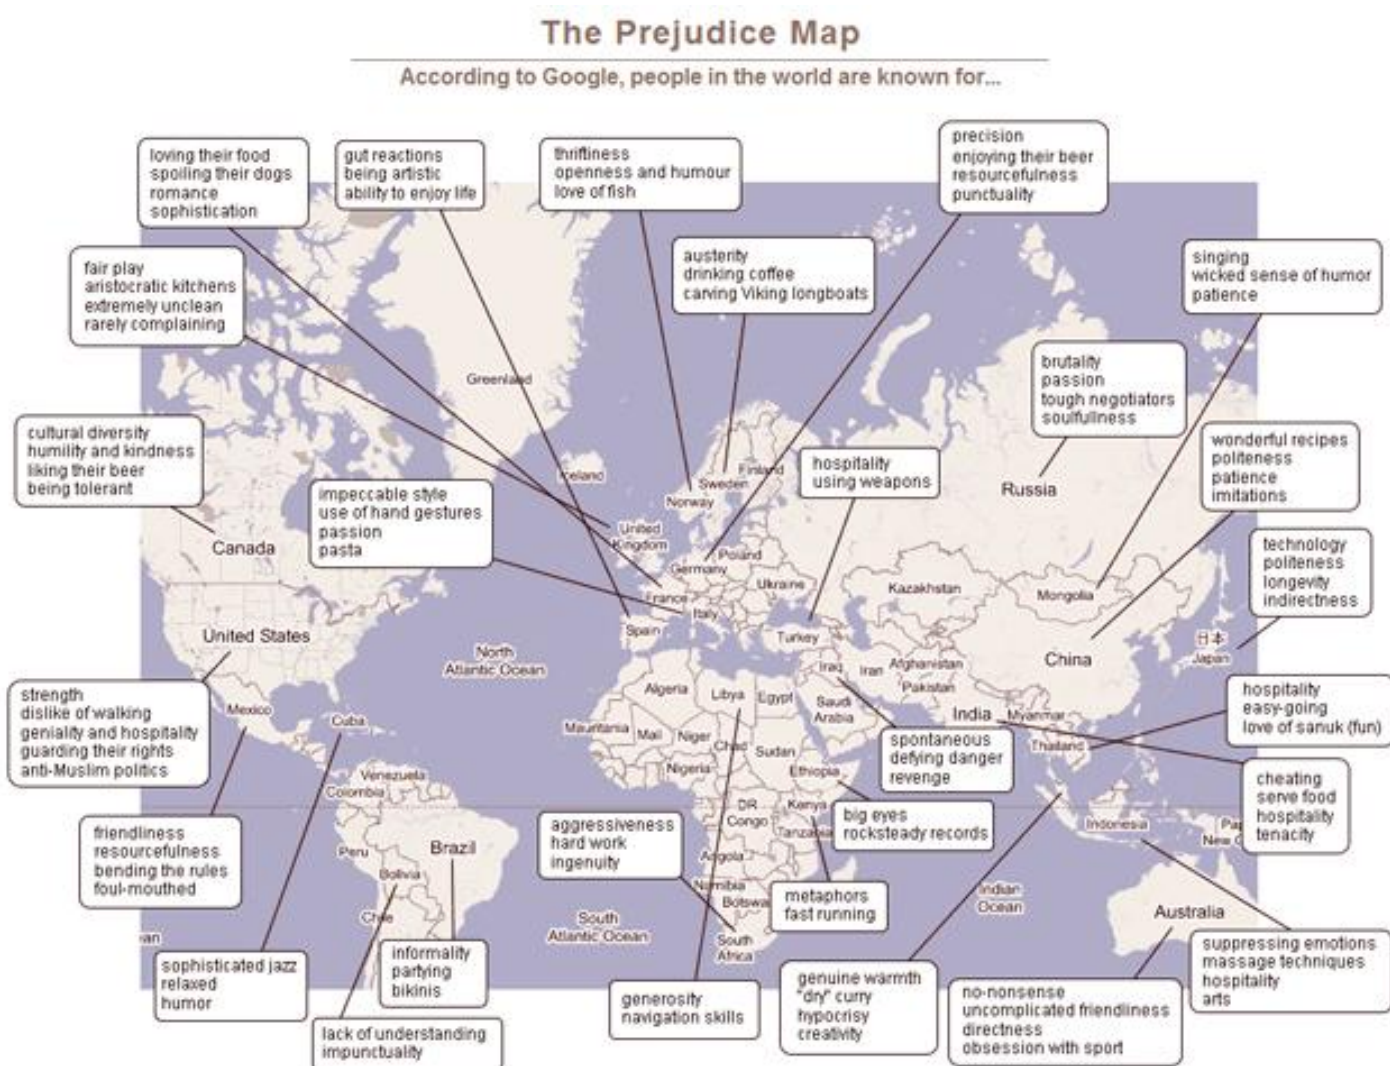 The Prejudice Map
According to Google, people in the world are known for...
loving their food
spoiling their dogs
romance
sophistication
gut reactions
being artistic
ability to enjoy life
thriftiness
openness and humour
love of fish
precision
enjoying their beer
resourcefulness
punctuality
fair play
aristocratic kitchens
extremely unclean
rarely complaining
austerity
drinking coffee
carving Viking longboats
singing
wicked sense of humor
patience
brutality
passion
tough negotiators
soulfullness
cultural diversity
humility and kindness
liking their beer
being tolerant
impeccable style
use of hand gestures
passion
pasta
hospitality
using weapons
wonderful recipes
politeness
patience
imitations
technology
politeness
longevity
indirectness
Greenland
Iceland
Finland
Sweden
Norway
Russia
Canada
United
Kingdom
Poland
Germany
Ukraine
France
Italy
Kazakhstan
Mongolia
United States
Spain
Turkey
日本
Japan
China
North
Atlantic Ocean
Iraq
Iran
Afghanistan
Pakistan
Algeria
Libya
Egypt
Saudi
Arabia
India
Myanmar
Thailand
Mexico
Cuba
Mauritania
Mali
Niger
Chad
Sudan
Nigeria
Ethiopia
strength
dislike of walking
geniality and hospitality
guarding their rights
anti-Muslim politics
hospitality
easy-going
love of sanuk (fun)
spontaneous
defying danger
revenge
cheating
serve food
hospitality
tenacity
Venezuela
Colombia
DR
Congo
Kenya
Tanzania
Indonesia
Pap
New G
big eyes
rocksteady records
friendliness
resourcefulness
bending the rules
foul-mouthed
aggressiveness
hard work
ingenuity
Peru
Brazil
Bolivia
Chile
Angola
Namibia
Botswa
South
Africa
metaphors
fast running
Indian
Ocean
Australia
South
Atlantic Ocean
ean
sophisticated jazz
relaxed
humor
informality
partying
bikinis
lack of understanding
impunctuality
generosity
navigation skills
genuine warmth
"dry" curry
hypocrisy
creativity
no-nonsense
uncomplicated friendliness
directness
obsession with sport
suppressing emotions
massage techniques
hospitality
arts